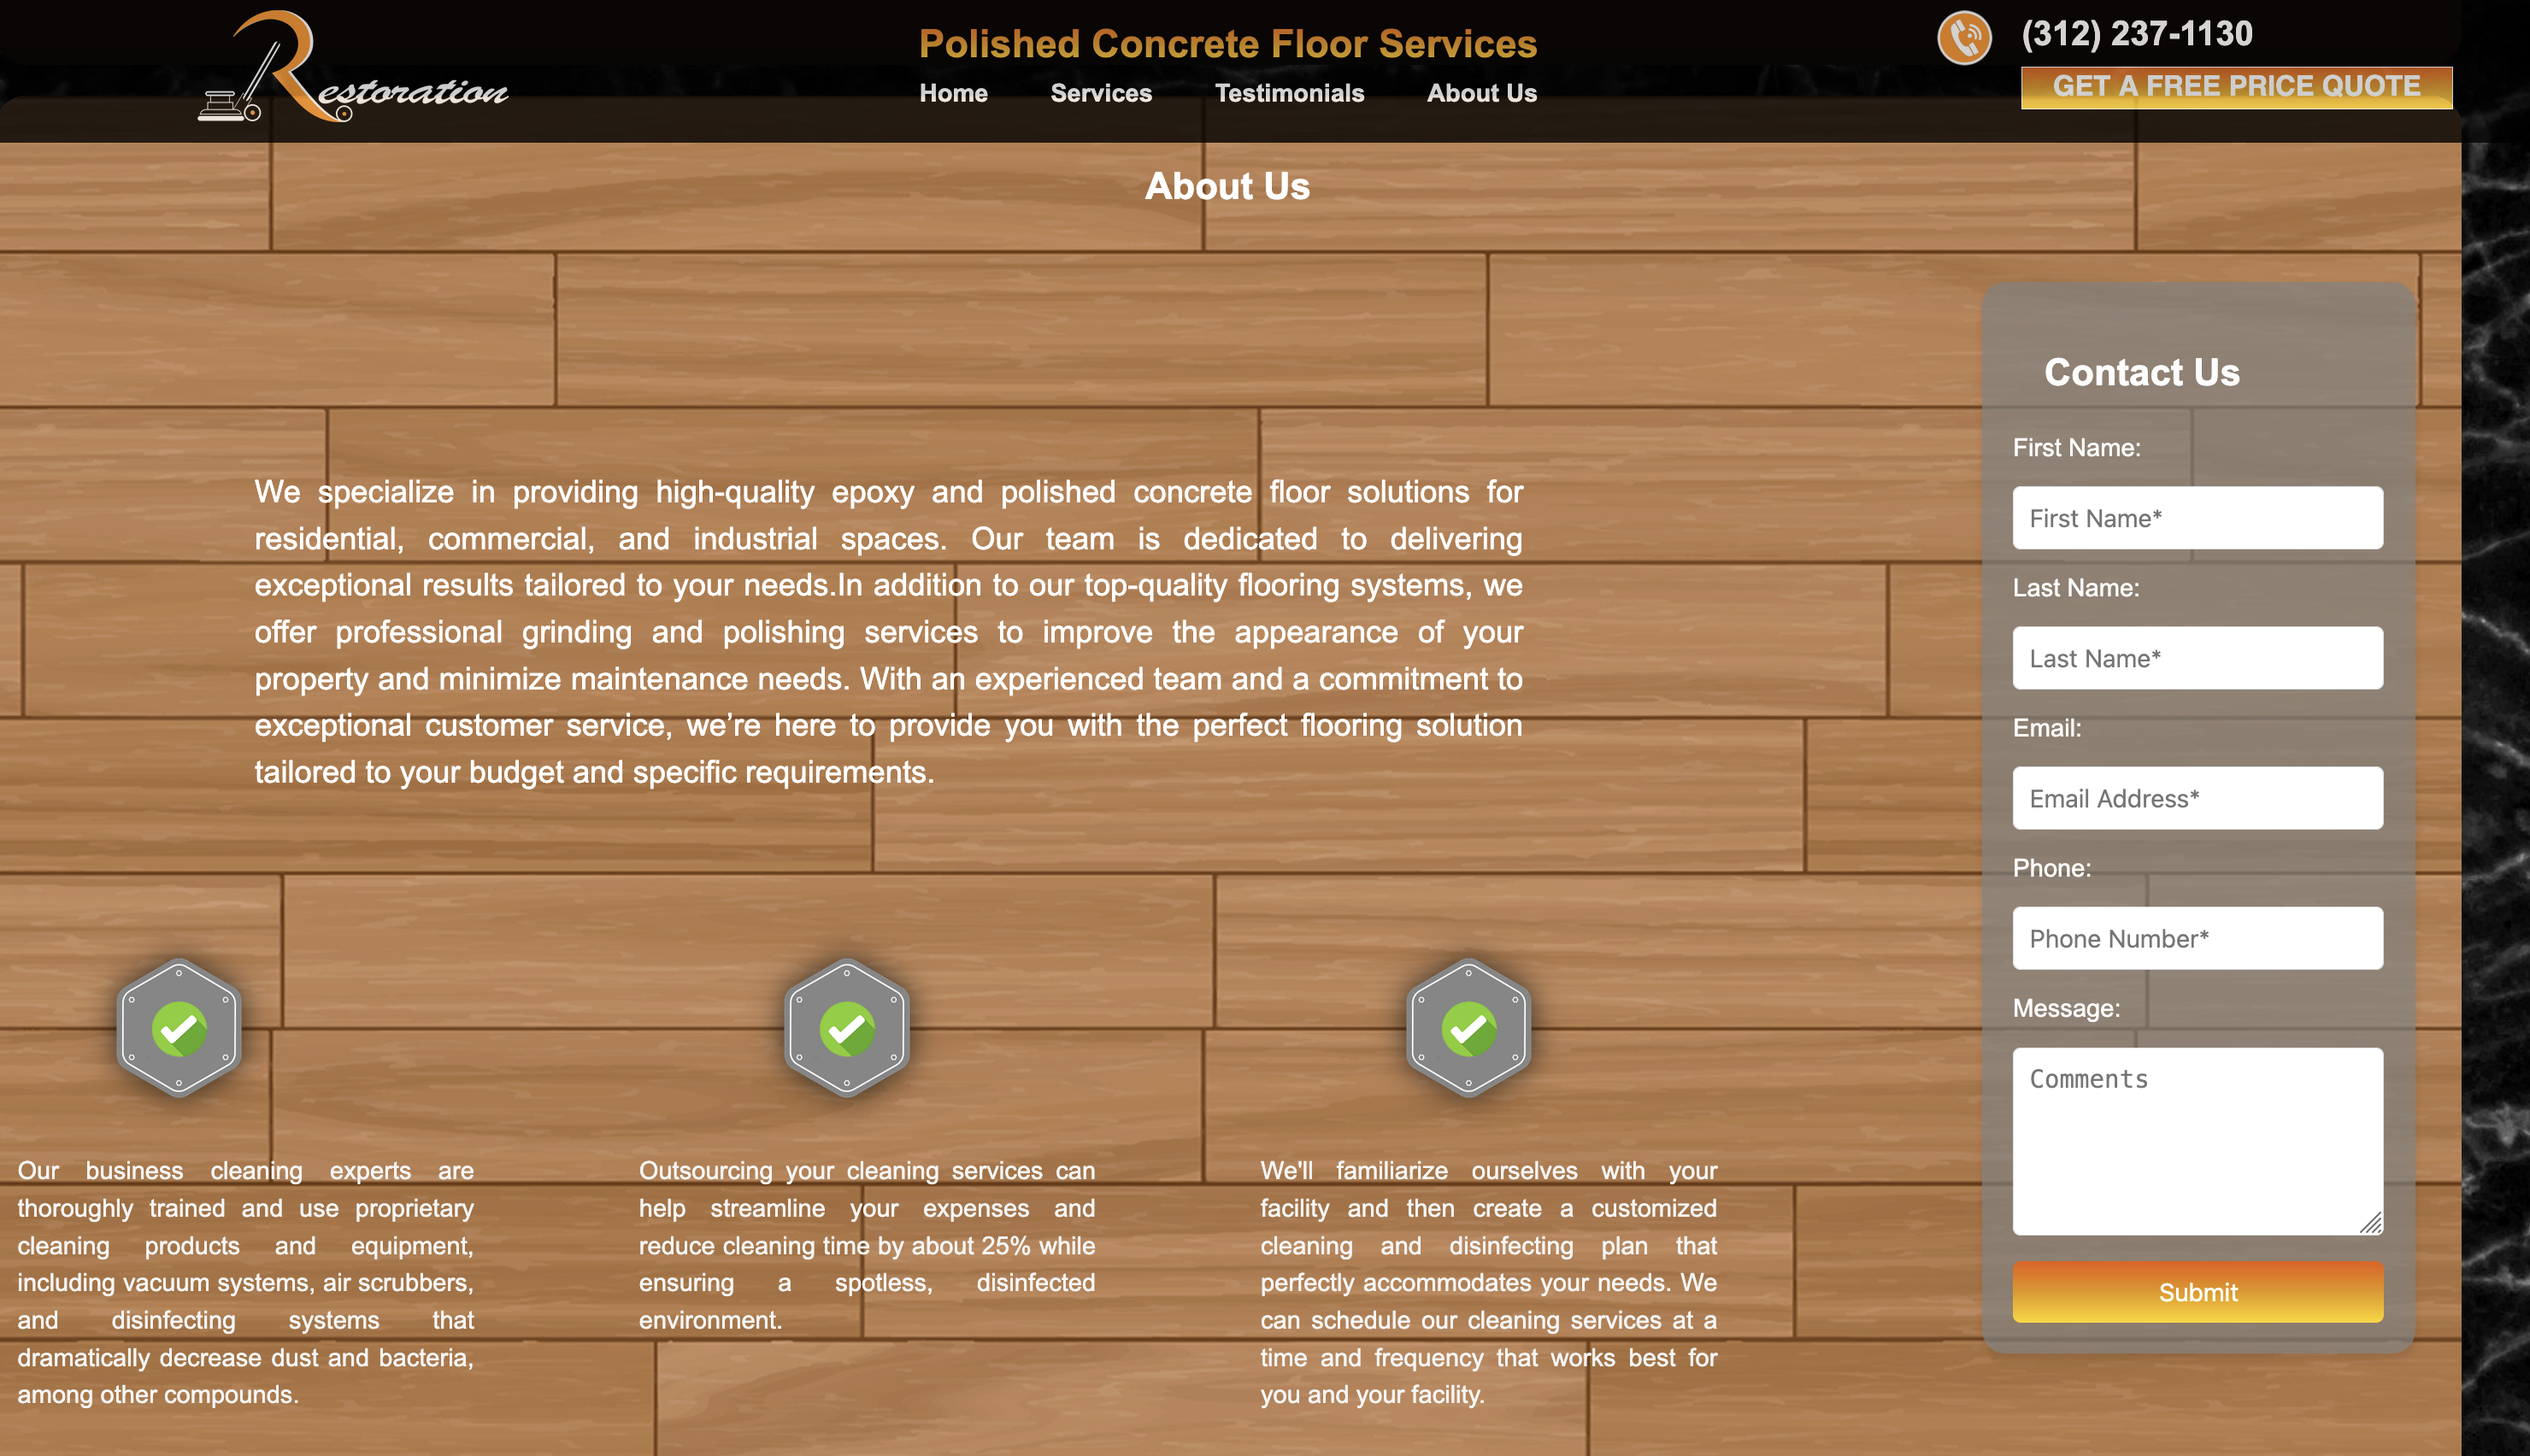 Restoration
Polished Concrete Floor Services
Home Services Testimonials About Us
(312) 237-1130
GET A FREE PRICE QUOTE
About Us
We specialize in providing high-quality epoxy and polished concrete floor solutions for
residential, commercial, and industrial spaces. Our team is dedicated to delivering
exceptional results tailored to your needs.In addition to our top-quality flooring systems, we
offer professional grinding and polishing services to improve the appearance of your
property and minimize maintenance needs. With an experienced team and a commitment to
exceptional customer service, we’re here to provide you with the perfect flooring solution
tailored to your budget and specific requirements.
Our business cleaning experts are
thoroughly trained and use proprietary
cleaning products and equipment,
including vacuum systems, air scrubbers,
and disinfecting systems that
dramatically decrease dust and bacteria,
among other compounds.
Outsourcing your cleaning services can
help streamline your expenses and
reduce cleaning time by about 25% while
ensuring a spotless, disinfected
environment.
We'll familiarize ourselves with your
facility and then create a customized
cleaning and disinfecting plan that
perfectly accommodates your needs. We
can schedule our cleaning services at a
time and frequency that works best for
you and your facility.
Contact Us
First Name:
First Name*
Last Name:
Last Name*
Email:
Email Address*
Phone:
Phone Number*
Message:
Comments
Submit